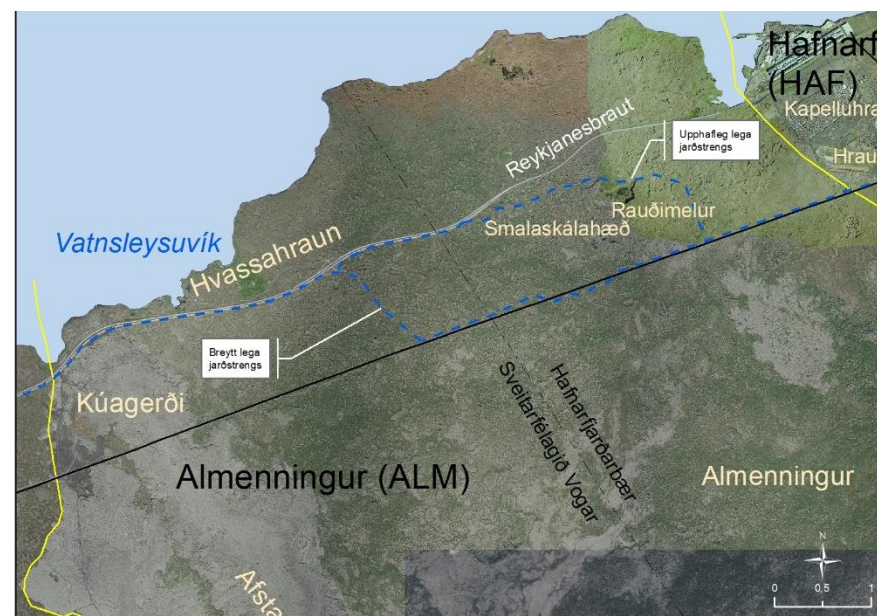 Hafnarf
(HAF)
Kapelluhra
Hrau
Upphafleg lega
jarðstrengs
Reykjanesbraut
Rauðimelur
Smalaskálahæð
Vatnsleysuvík
Hvassahraun
Breytt lega
jarðstrengs
Kúagerði
Hafnarfjarðarbær
Sveitarfélagið Vogar
Almenningur (ALM)
Almenningur
Afsta
N
0 0,5 1